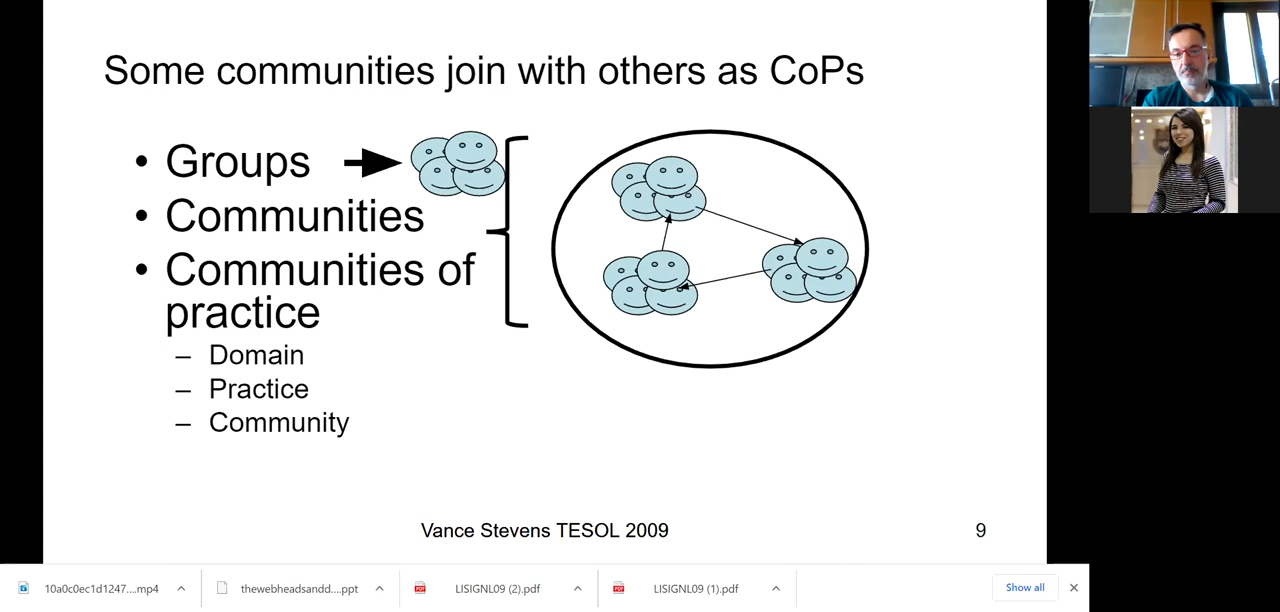 Some communities join with others as CoPs
• Groups
• Communities
• Communities of
practice
– Domain
– Practice
– Community
Vance Stevens TESOL 2009
9
10a0c0ec1d1247....mp4
thewebheadsandd....ppt
LISIGNL09 (2).pdf
LISIGNL09 (1).pdf
Show all